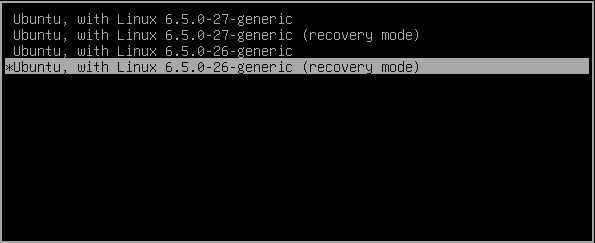 Ubuntu, with Linux 6.5.0-27-generic
Ubuntu, with Linux 6.5.0-27-generic (recovery mode)
Ubuntu, with Linux 6.5.0-26-generic
*Ubuntu, with Linux 6.5.0-26-generic (recovery mode)